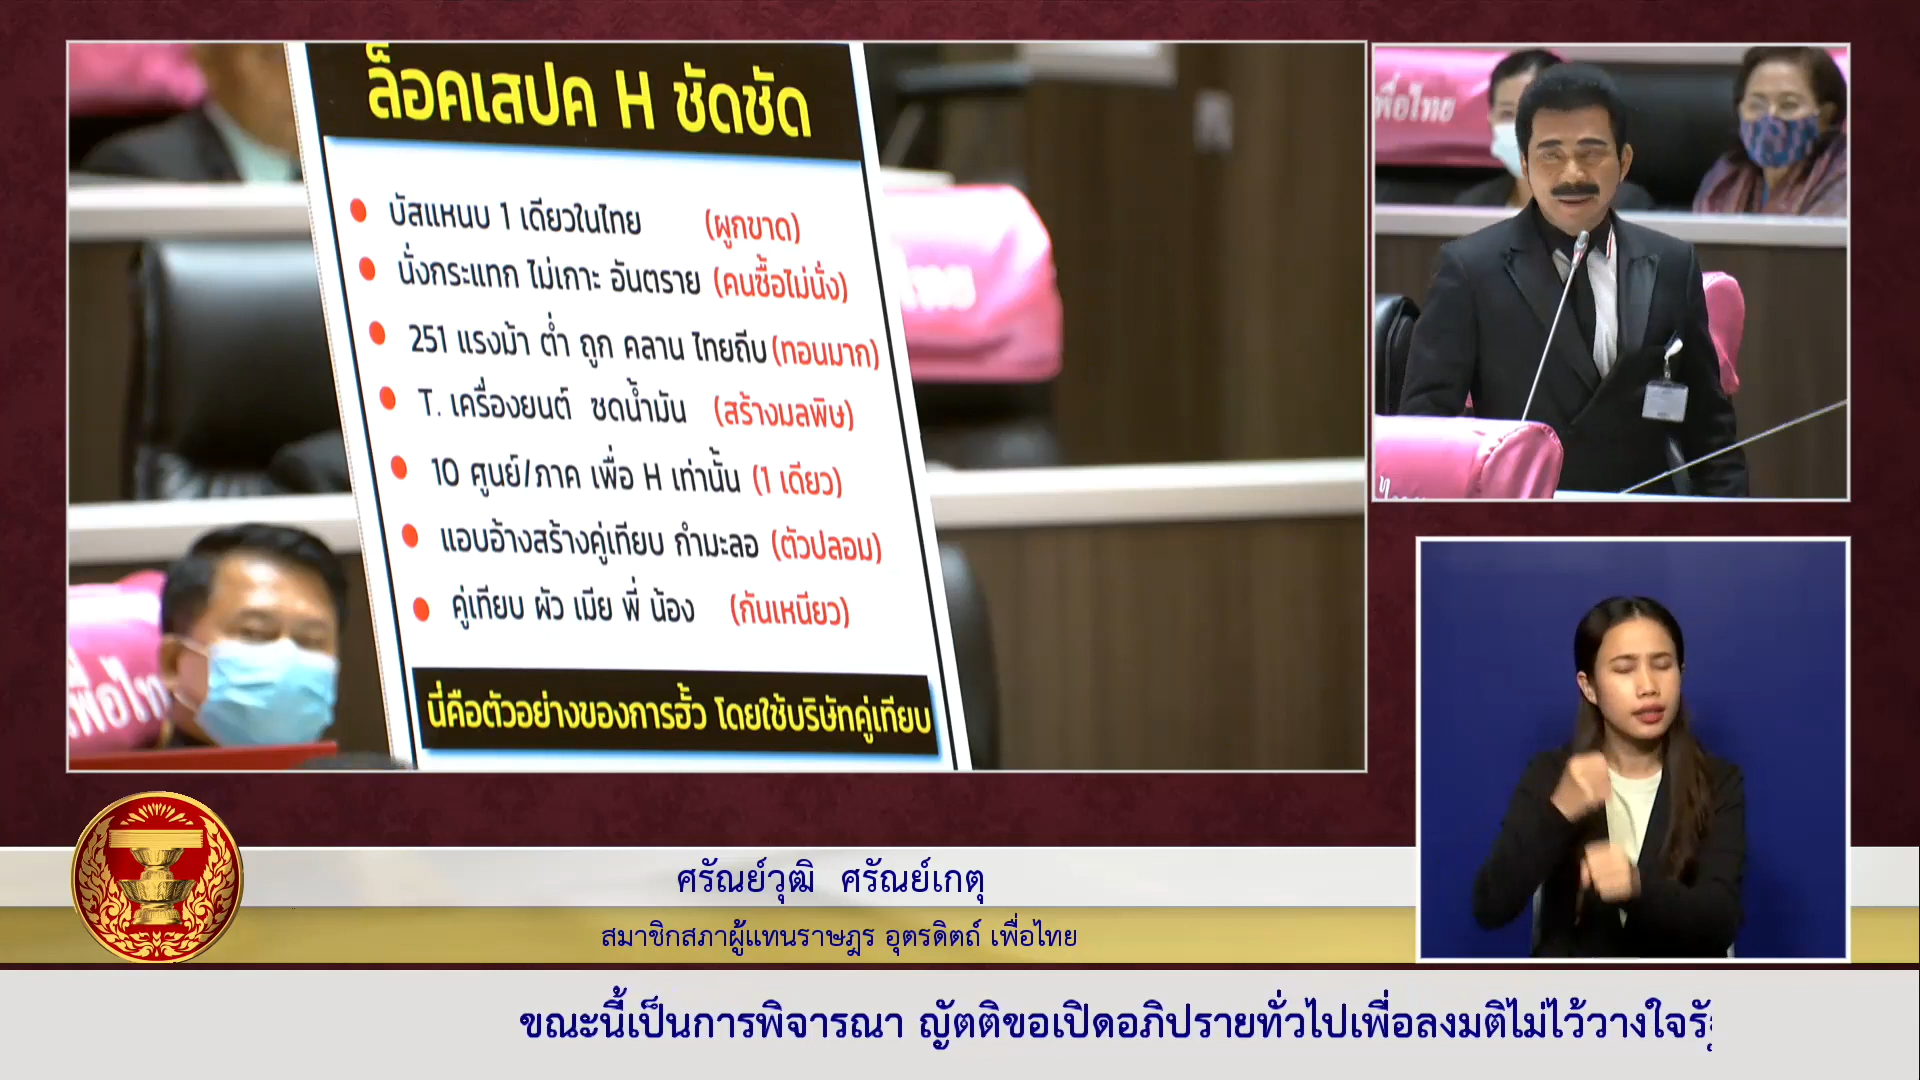 ล็อคเสปค H ชัดชัด
บัสแหนบ 1 เดียวในไทย (ผูกขาด)
นั่งกระแทก ไม่เกาะ อันตราย (คนซื้อไม่นั่ง)
251 แรงม้า ต่ำ ถูก คลาน ไทยถีบ (ทอนมาก)
T. เครื่องยนต์ ซดน้ำมัน (สร้างมลพิษ)
10 ศูนย์/ภาค เพื่อ H เท่านั้น (1 เดียว)
แอบอ้างสร้างคู่เทียบ กำมะลอ (ตัวปลอม)
คู่เทียบ ผัว เมีย พี่ น้อง (กันเหนียว)
นี่คือตัวอย่างของการฮั้ว โดยใช้บริษัทคู่เทียบ
เพื่อไทย
ศรัณย์วุฒิ ศรัณย์เกตุ
สมาชิกสภาผู้แทนราษฎร อุตรดิตถ์ เพื่อไทย
ขณะนี้เป็นการพิจารณา ญัตติขอเปิดอภิปรายทั่วไปเพื่อลงมติไม่ไว้วางใจ